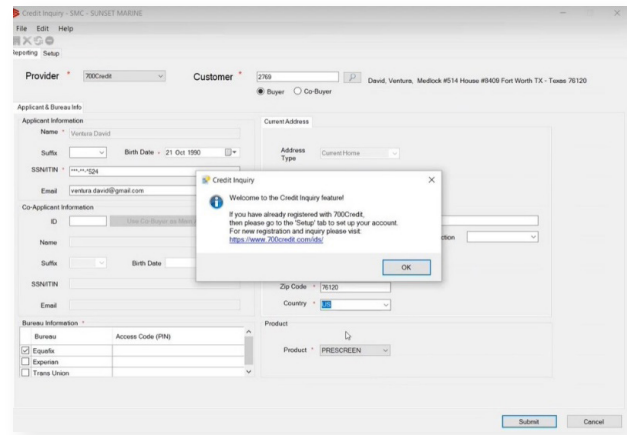 Credit Inquiry - SMC - SUNSET MARINE
File Edit Help
Reporting Setup
Provider * 700Credit Customer * 2769 David, Ventura, Medlock #514 House #8409 Fort Worth TX - Texas 76120
Buyer Co-Buyer
Applicant & Bureau Info
Applicant Information Current Address
Name * Ventura David
Suffix Birth Date - 21 Oct 1990 Address Type Current Home
SSN/ITIN * ***-**-*524
Email ventura.david@gmail.com
Credit Inquiry
Welcome to the Credit Inquiry feature!
If you have already registered with 700Credit,
then please go to the 'Setup' tab to set up your account.
For new registration and inquiry please visit:
https://www.700credit.com/ids/
OK
Co-Applicant Information
ID
Name
Suffix Birth Date
SSN/ITIN Zip Code * 76120
Email Country * US
Bureau Information * Product
Bureau Access Code (PIN)
Equafix Product * PRESCREEN
Experian
Trans Union
Submit Cancel